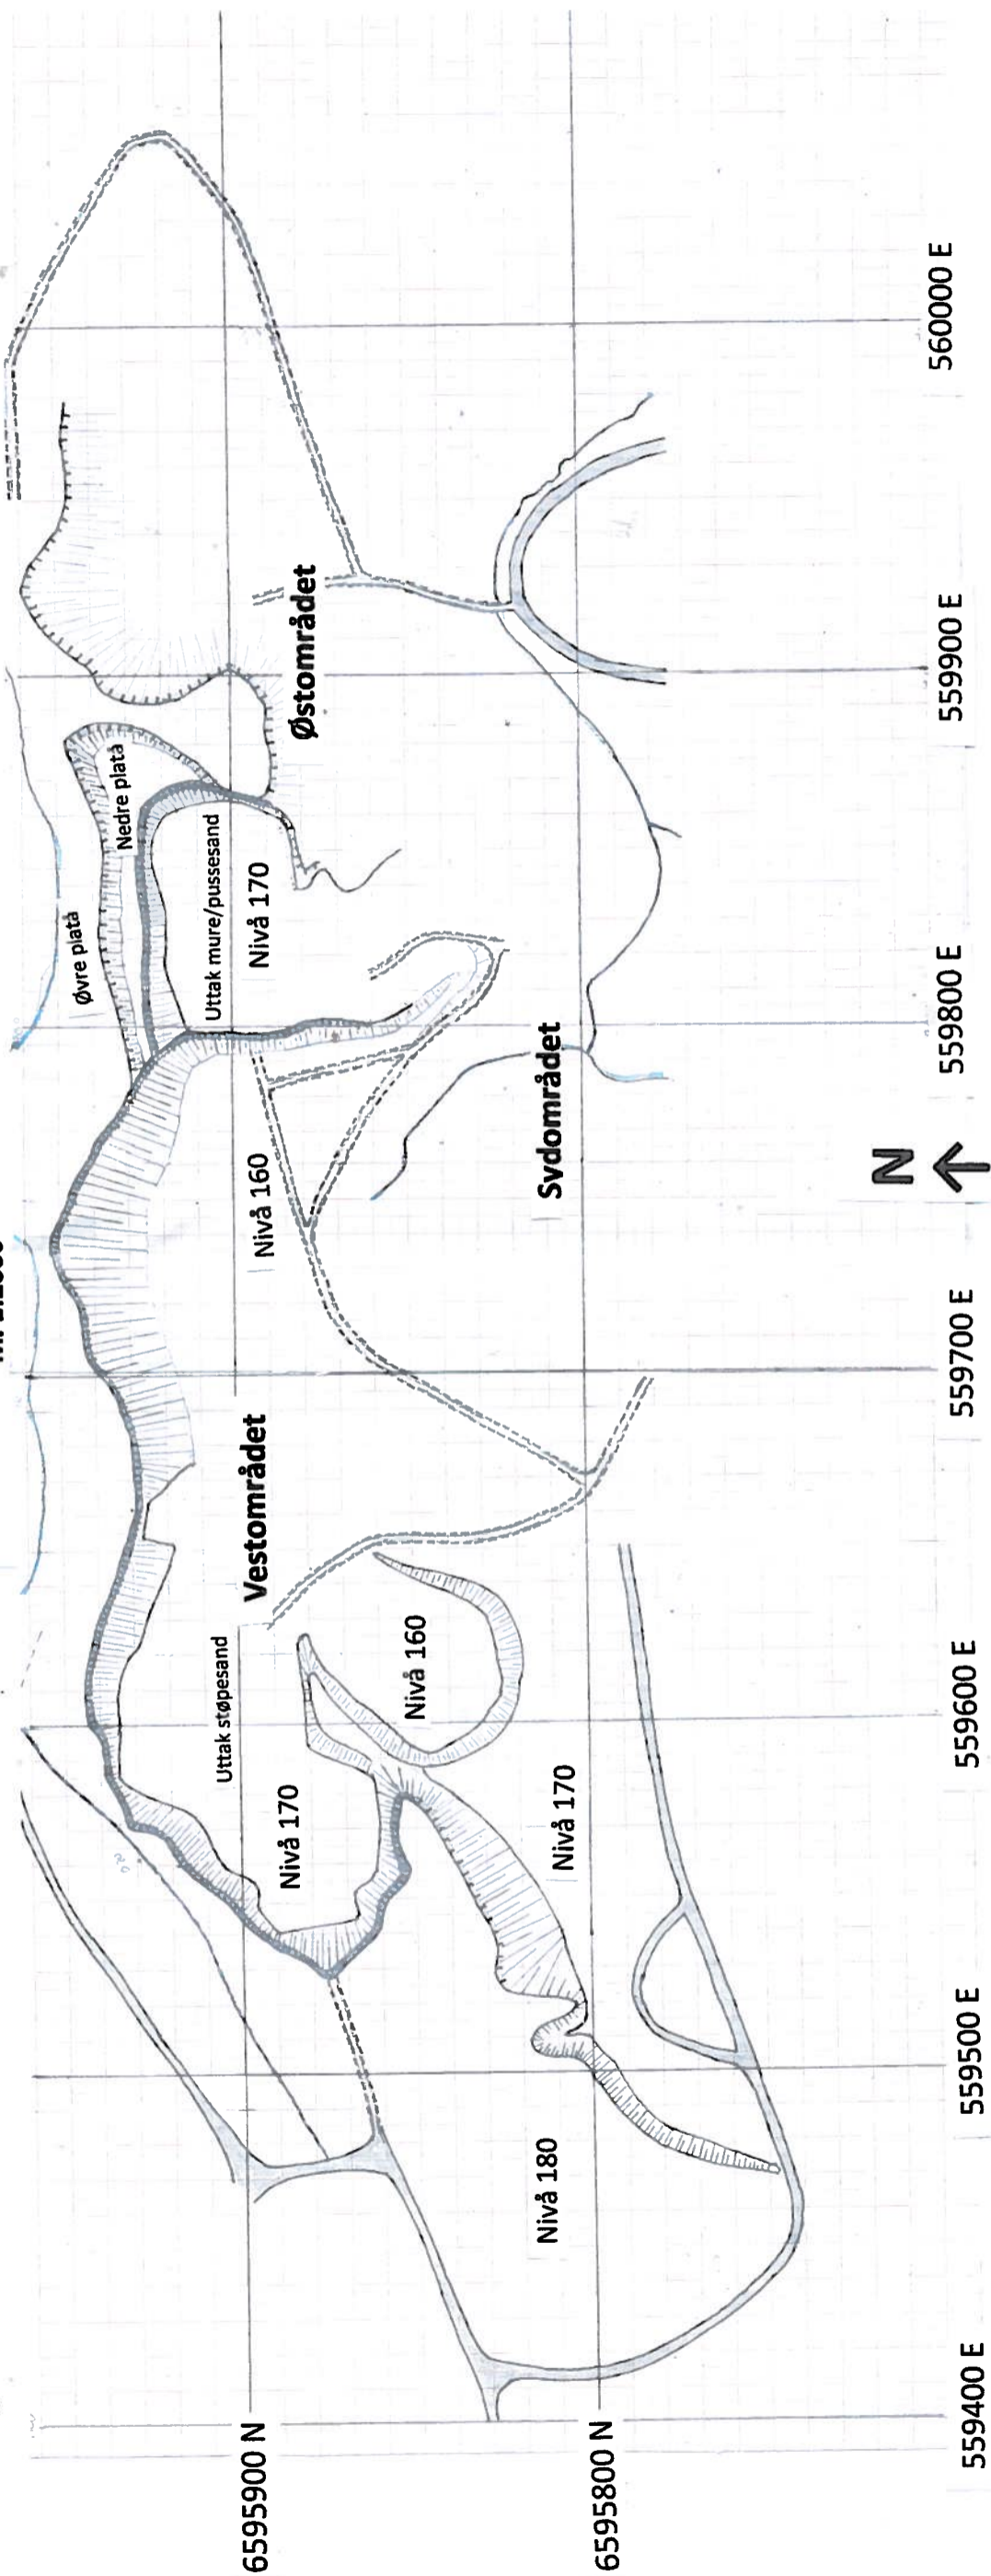 Øvre platå
Nedre platå
Uttak mure/pussesand
Nivå 170
Østområdet
Nivå 160
Vestområdet
Svdområdet
Uttak støpesand
Nivå 160
Nivå 170
Nivå 170
Nivå 180
6595900 N
6595800 N
559400 E
559500 E
559600 E
559700 E
559800 E
559900 E
560000 E
N